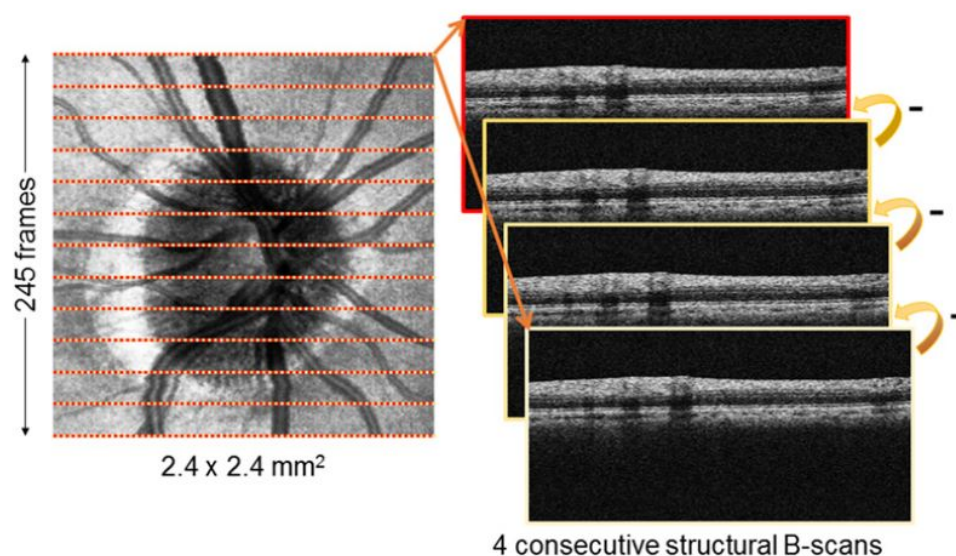 245 frames
2.4 x 2.4 mm²
-
-
-
4 consecutive structural B-scans